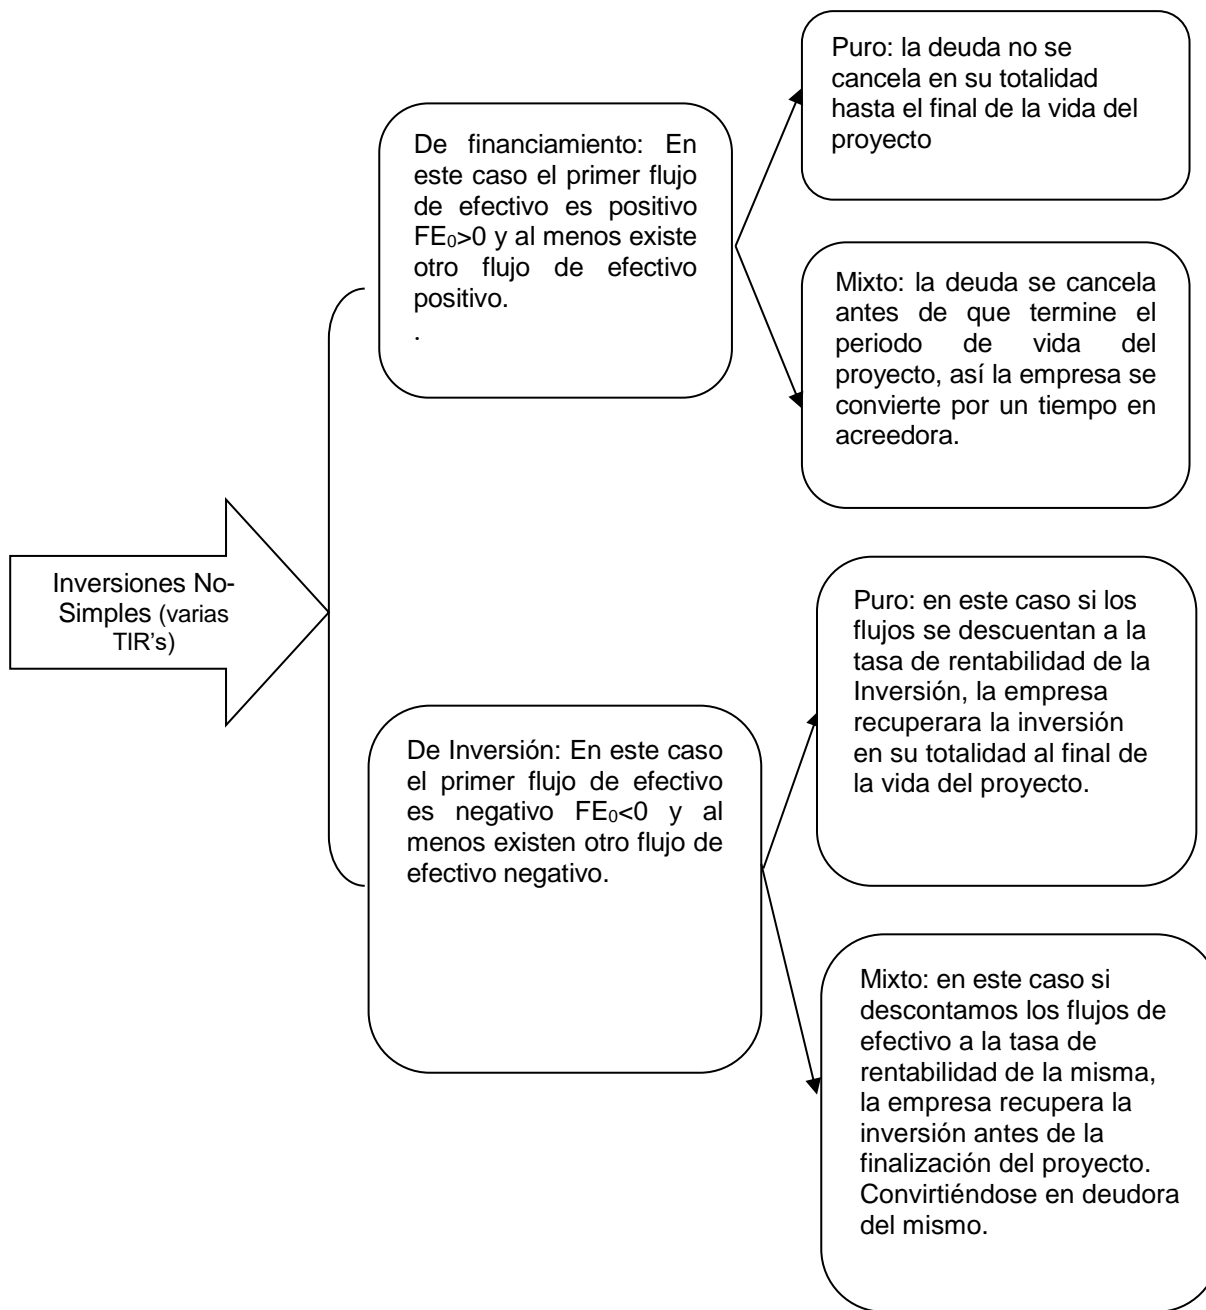 Inversiones No-
Simples (varias
TIR's)
De financiamiento: En
este caso el primer flujo
de efectivo es positivo
FE₀>0 y al menos existe
otro flujo de efectivo
positivo.
.
Puro: la deuda no se
cancela en su totalidad
hasta el final de la vida del
proyecto
Mixto: la deuda se cancela
antes de que termine el
periodo de vida del
proyecto, así la empresa se
convierte por un tiempo en
acreedora.
De Inversión: En este caso
el primer flujo de efectivo
es negativo FE₀<0 y al
menos existen otro flujo de
efectivo negativo.
Puro: en este caso si los
flujos se descuentan a la
tasa de rentabilidad de la
Inversión, la empresa
recuperara la inversión
en su totalidad al final de
la vida del proyecto.
Mixto: en este caso si
descontamos los flujos de
efectivo a la tasa de
rentabilidad de la misma,
la empresa recupera la
inversión antes de la
finalización del proyecto.
Convirtiéndose en deudora
del mismo.